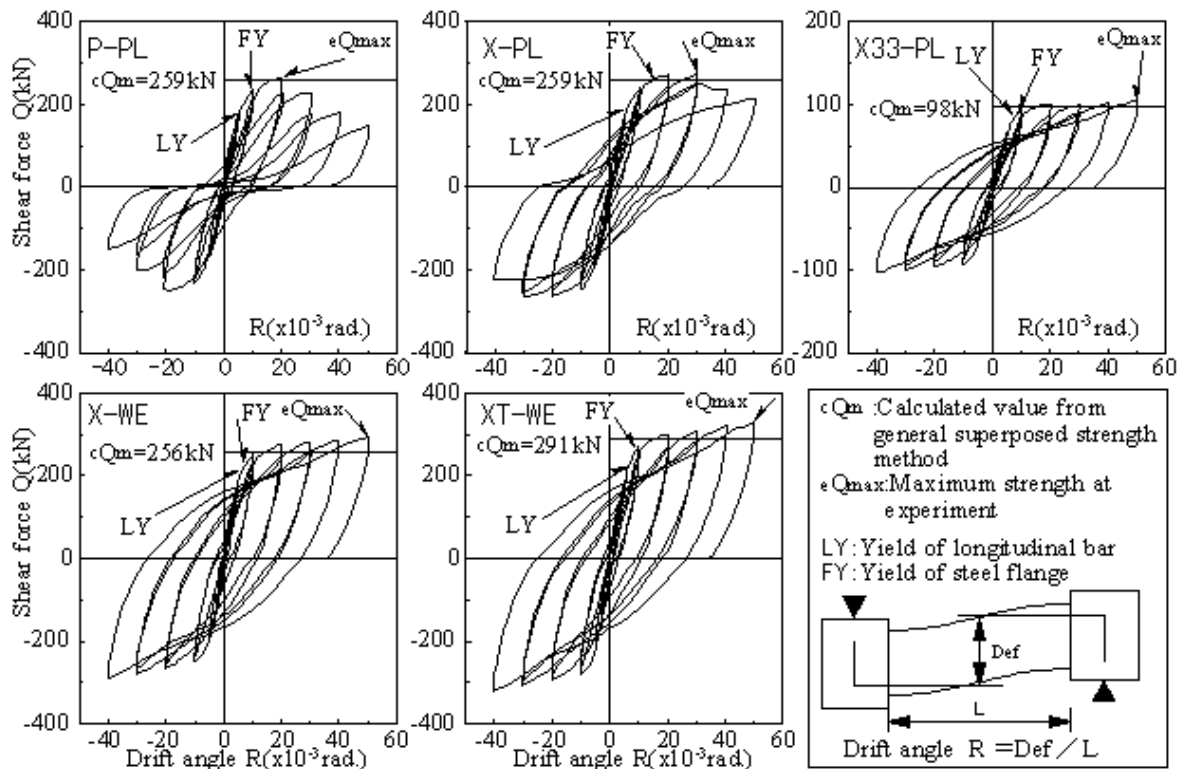 Shear force Q(kN)
400
200
0
-200
-400
P-PL
cQm=259kN
FY
eQmax
LY
R(x10-3rad.)
-40 -20 0 20 40 60
400
200
0
-200
-400
X-PL
cQm=259kN
FY
eQmax
LY
R(x10-3rad.)
-40 -20 0 20 40 60
200
100
0
-100
200
X33-PL
LY
FY
eQmax
cQm=98kN
R(x10-3rad.)
-40 -20 0 20 40 60
Shear force Q(kN)
400
200
0
-200
-400
X-WE
FY
eQmax
cQm=256kN
LY
-40 -20 0 20 40 60
Drift angle R(x10-3rad.)
400
200
0
-200
-400
XT-WE
FY
eQmax
cQm=291kN
LY
-40 -20 0 20 40 60
Drift angle R(x10-3rad.)
cQm :Calculated value from
general superposed strength
method
eQmax:Maximum strength at
experiment
LY: Yield of longitudinal bar
FY: Yield of steel flange
Def
L
Drift angle R =Def/L